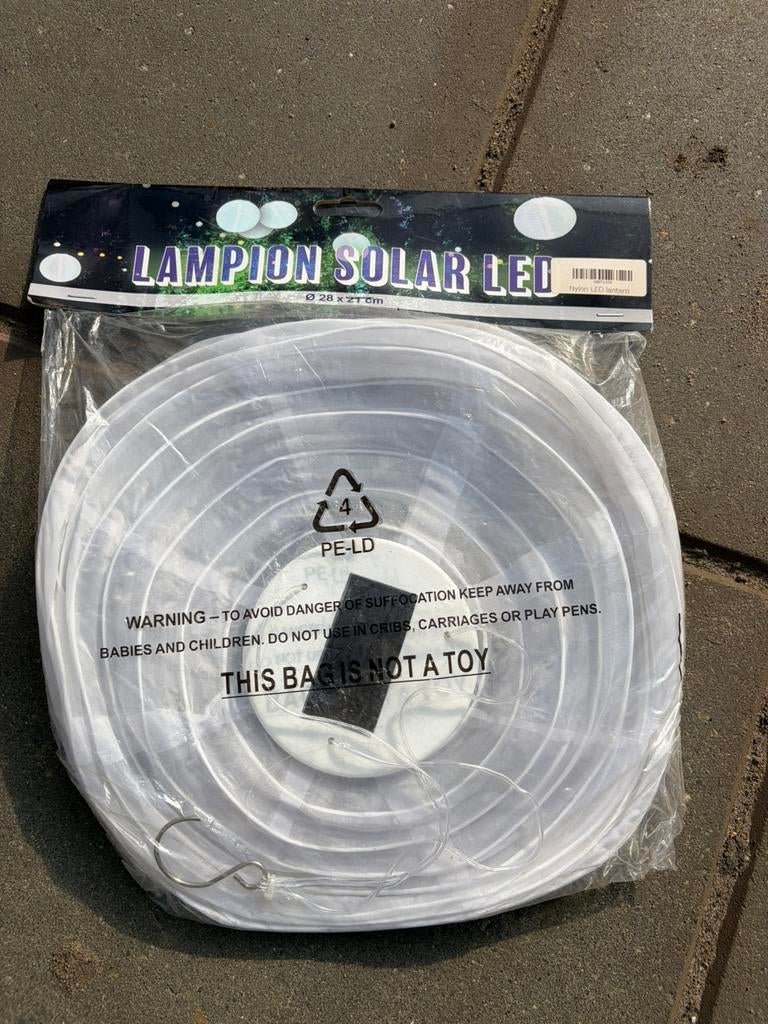 LAMPION SOLAR LED
Ø 28 x 21 cm
Nylon LED lantern
4
PE-LD
WARNING – TO AVOID DANGER OF SUFFOCATION KEEP AWAY FROM
BABIES AND CHILDREN. DO NOT USE IN CRIBS, CARRIAGES OR PLAY PENS.
THIS BAG IS NOT A TOY